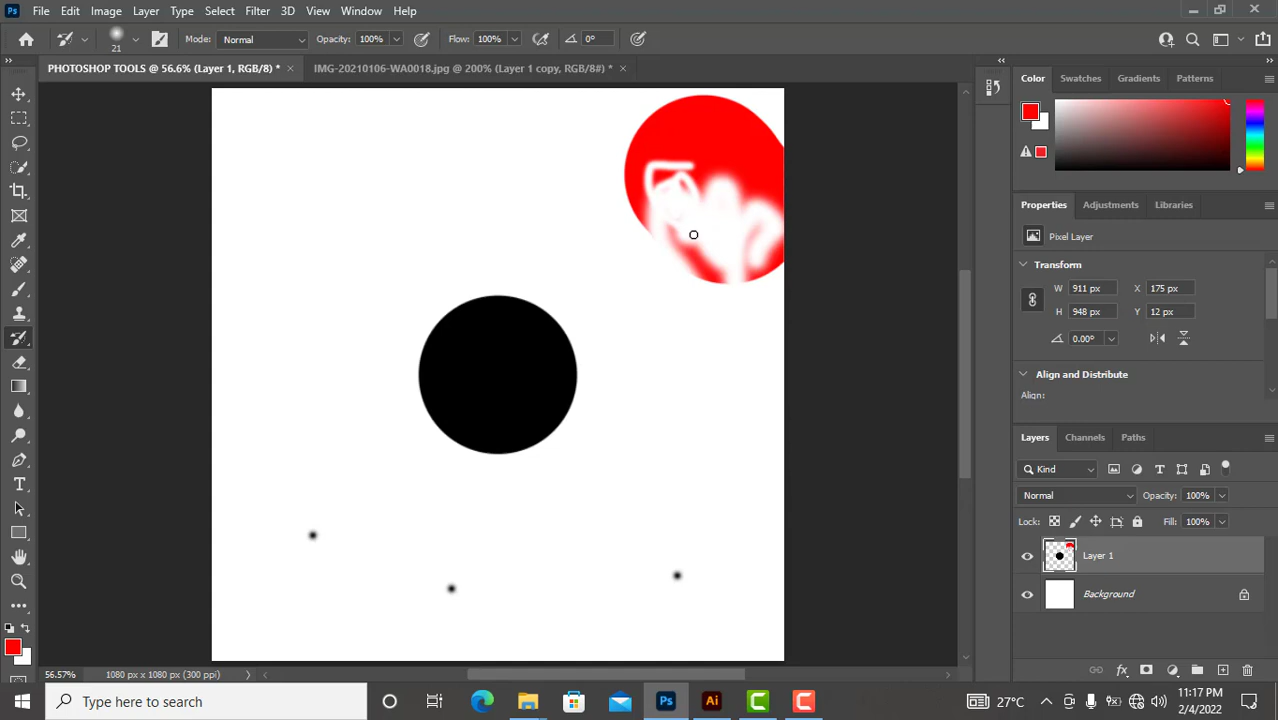 Ps File Edit Image Layer Type Select Filter 3D View Window Help
21 Mode: Normal Opacity: 100% Flow: 100% 0°
PHOTOSHOP TOOLS @ 56.6% (Layer 1, RGB/8) * × IMG-20210106-WA0018.jpg @ 200% (Layer 1 copy, RGB/8#) * ×
Color Swatches Gradients Patterns
Properties Adjustments Libraries
Pixel Layer
Transform
W 911 px X 175 px
H 948 px Y 12 px
0.00°
Align and Distribute
Align:
Layers Channels Paths
Kind
Normal Opacity: 100%
Lock: Fill: 100%
Layer 1
Background
56.57% 1080 px x 1080 px (300 ppi)
Type here to search Ps Ai 27°C 11:17 PM
2/4/2022